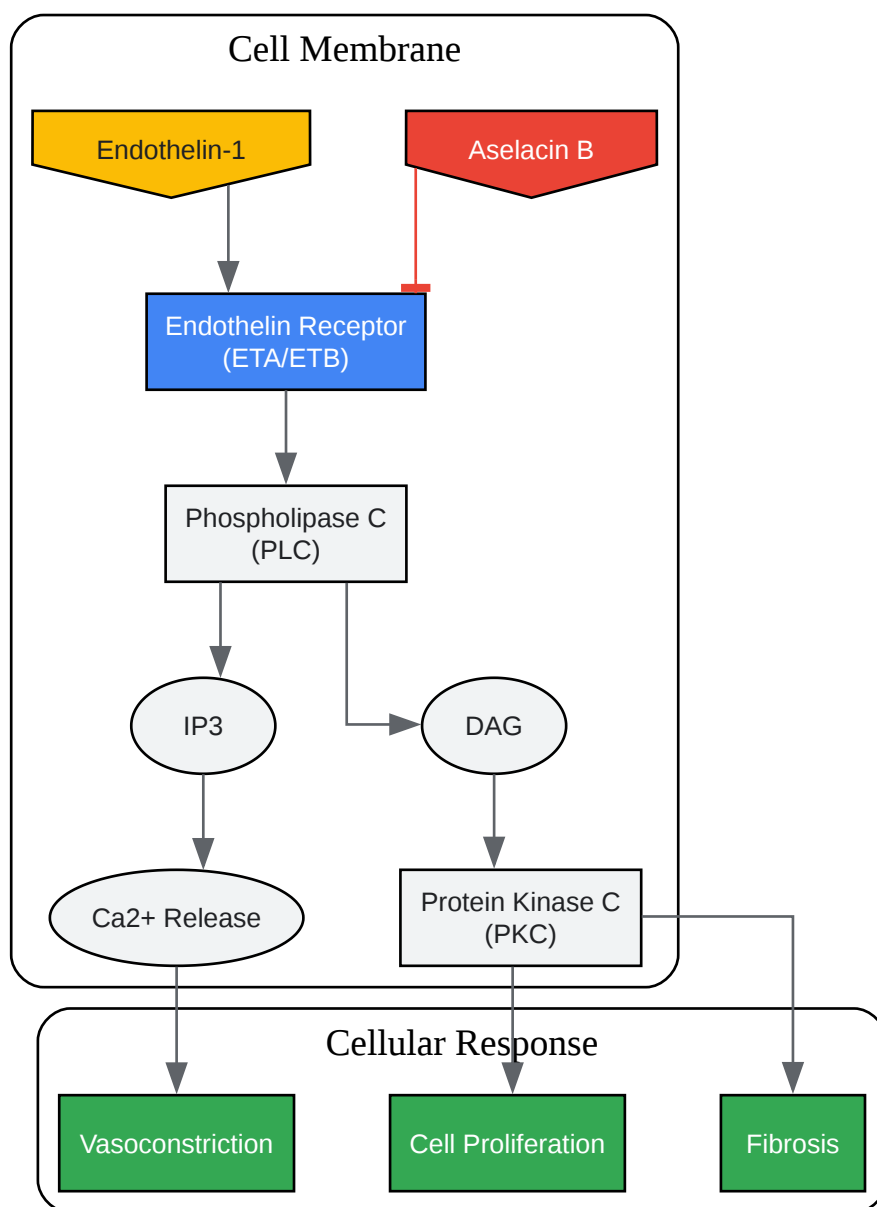 Cell Membrane
Endothelin-1
Aselacin B
Endothelin Receptor
(ETA/ETB)
Phospholipase C
(PLC)
IP3
DAG
Ca2+ Release
Protein Kinase C
(PKC)
Cellular Response
Vasoconstriction
Cell Proliferation
Fibrosis